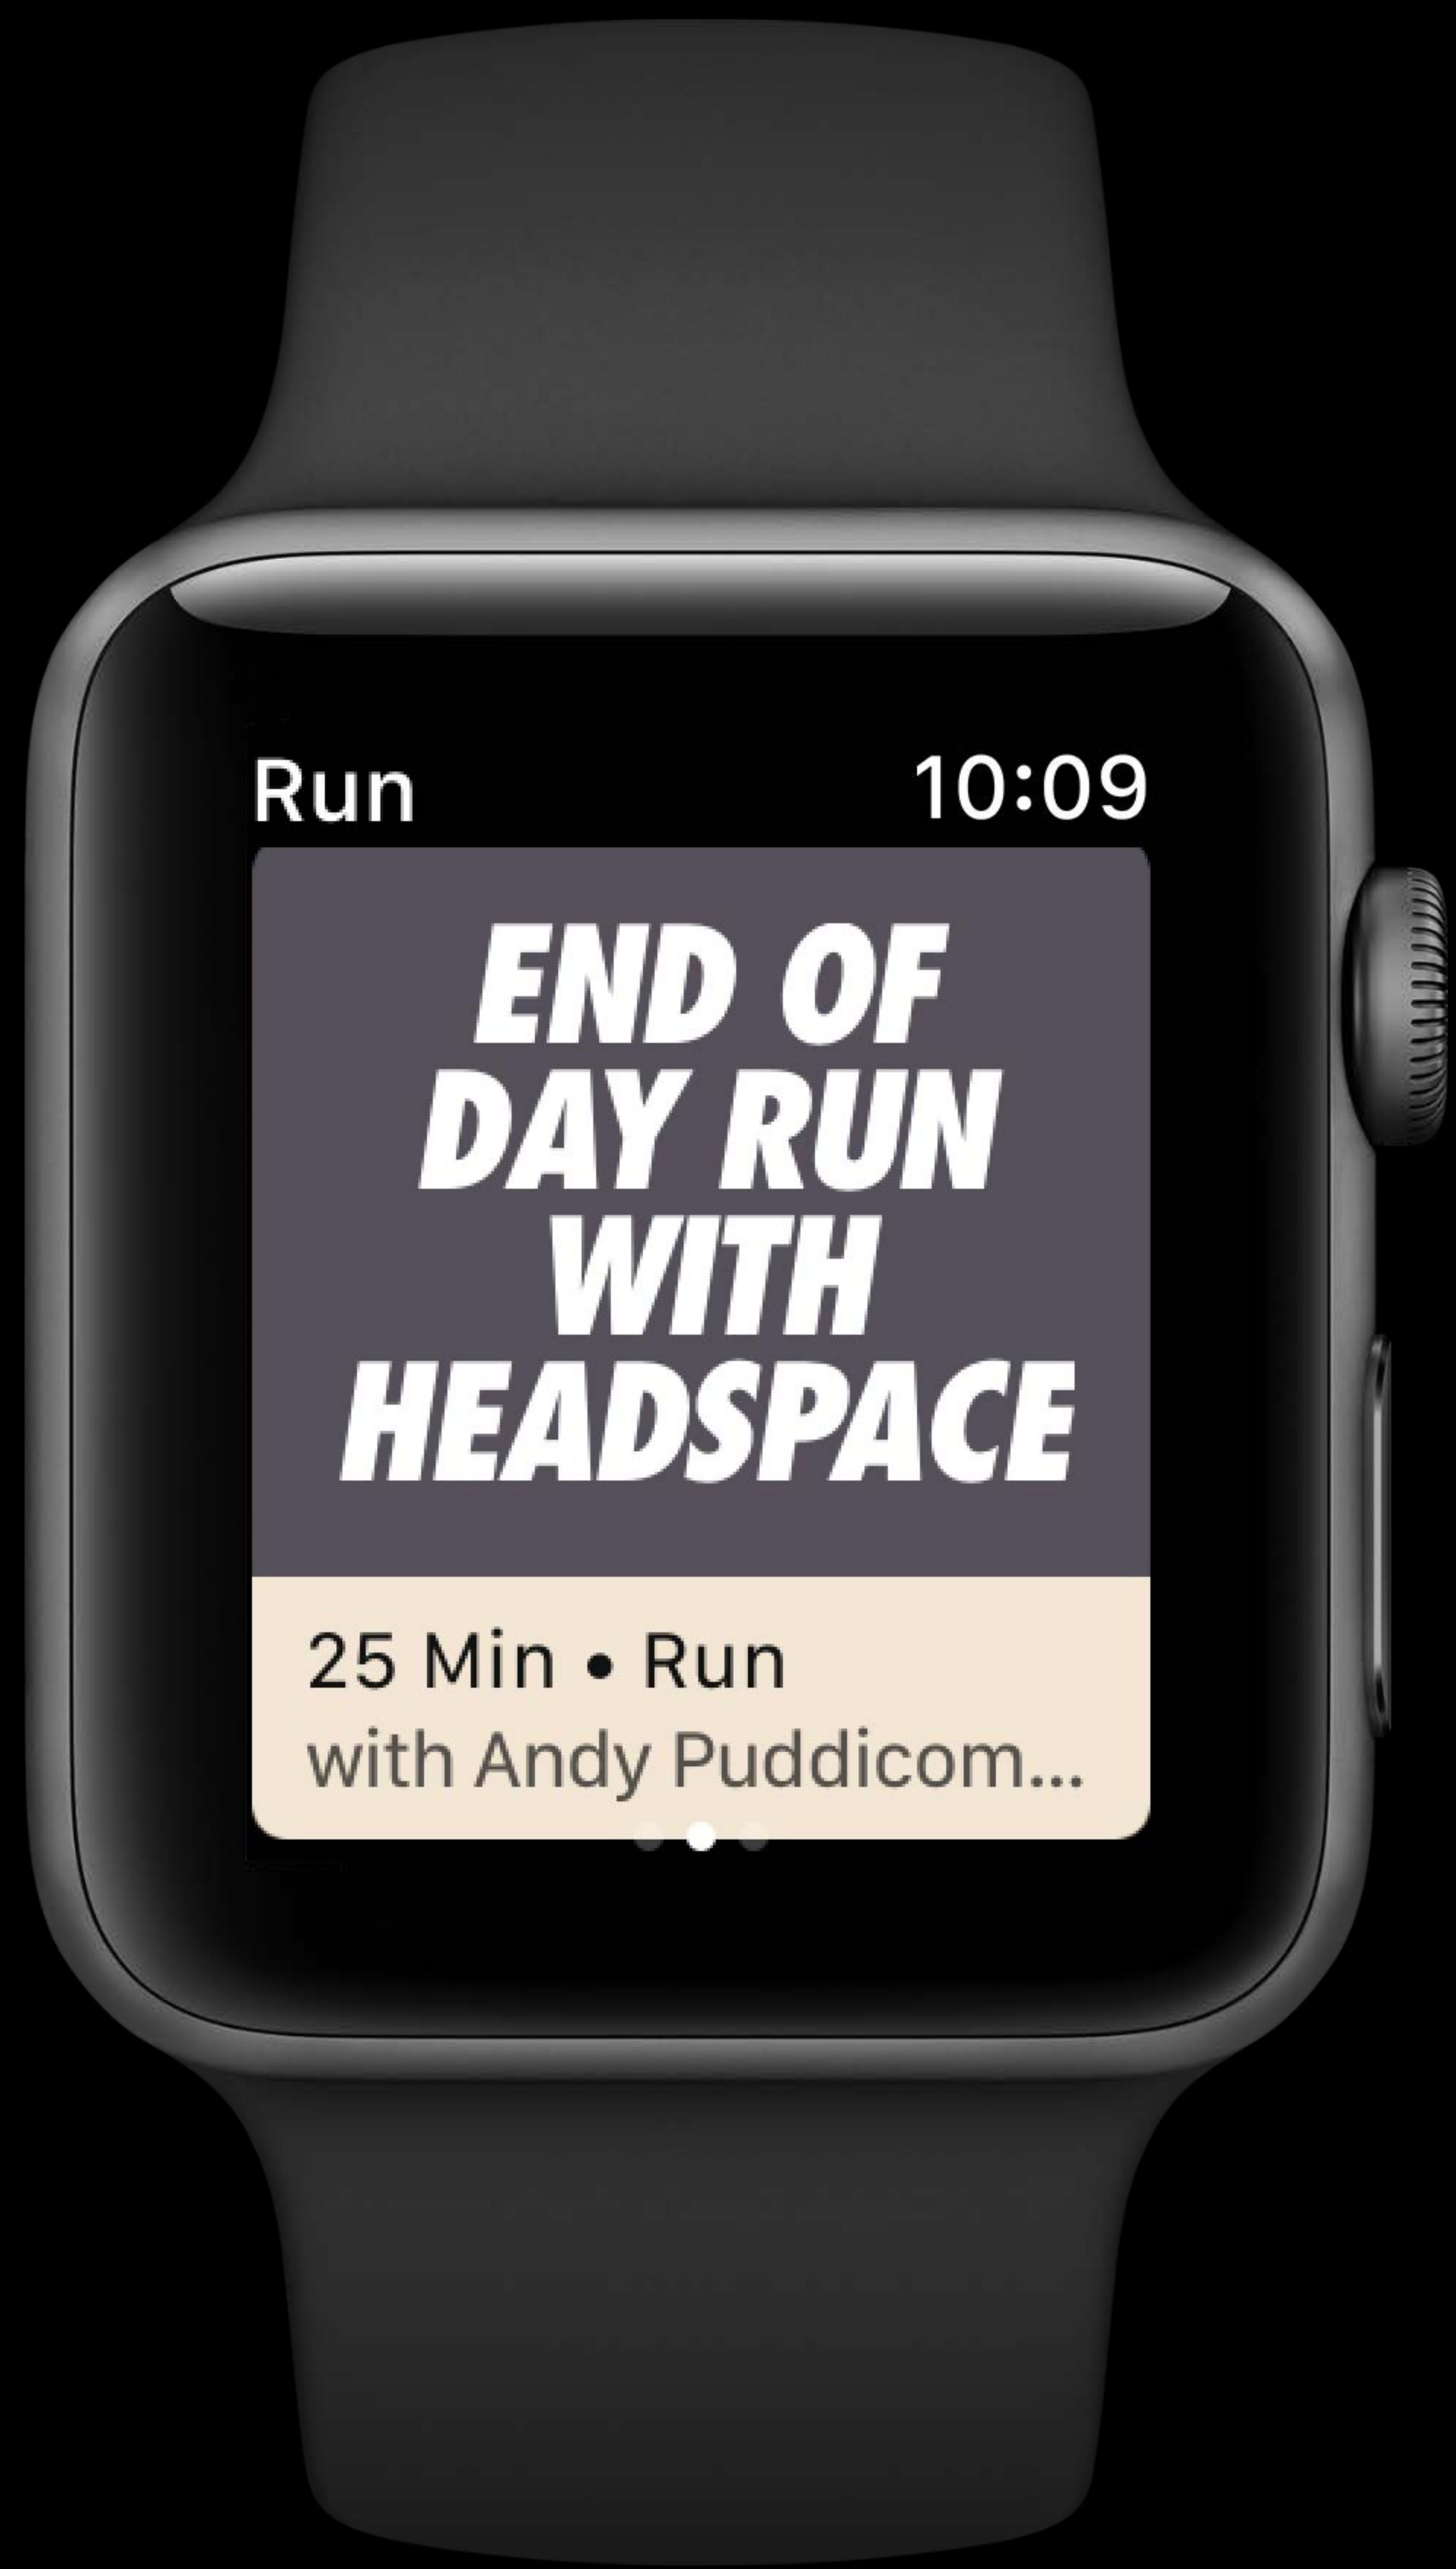 Run
10:09
END OF
DAY RUN
WITH
HEADSPACE
25 Min • Run
with Andy Puddicom...